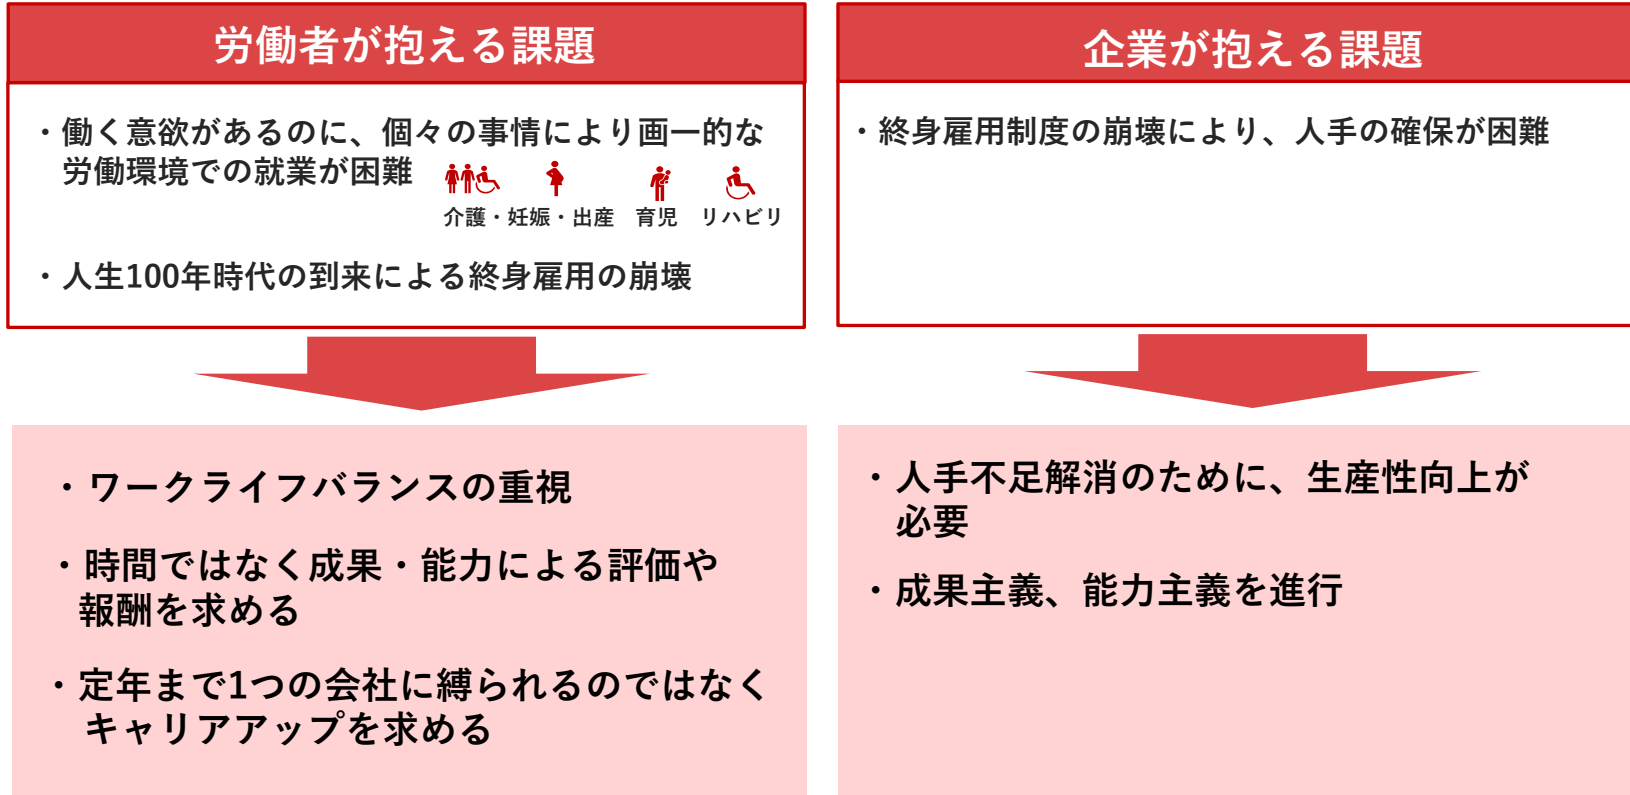 労働者が抱える課題
・働く意欲があるのに、個々の事情により画一的な
労働環境での就業が困難
介護・妊娠・出産 育児 リハビリ
・人生100年時代の到来による終身雇用の崩壊
・ワークライフバランスの重視
・時間ではなく成果・能力による評価や
報酬を求める
・定年まで1つの会社に縛られるのではなく
キャリアアップを求める
企業が抱える課題
・終身雇用制度の崩壊により、人手の確保が困難
・人手不足解消のために、生産性向上が
必要
・成果主義、能力主義を進行